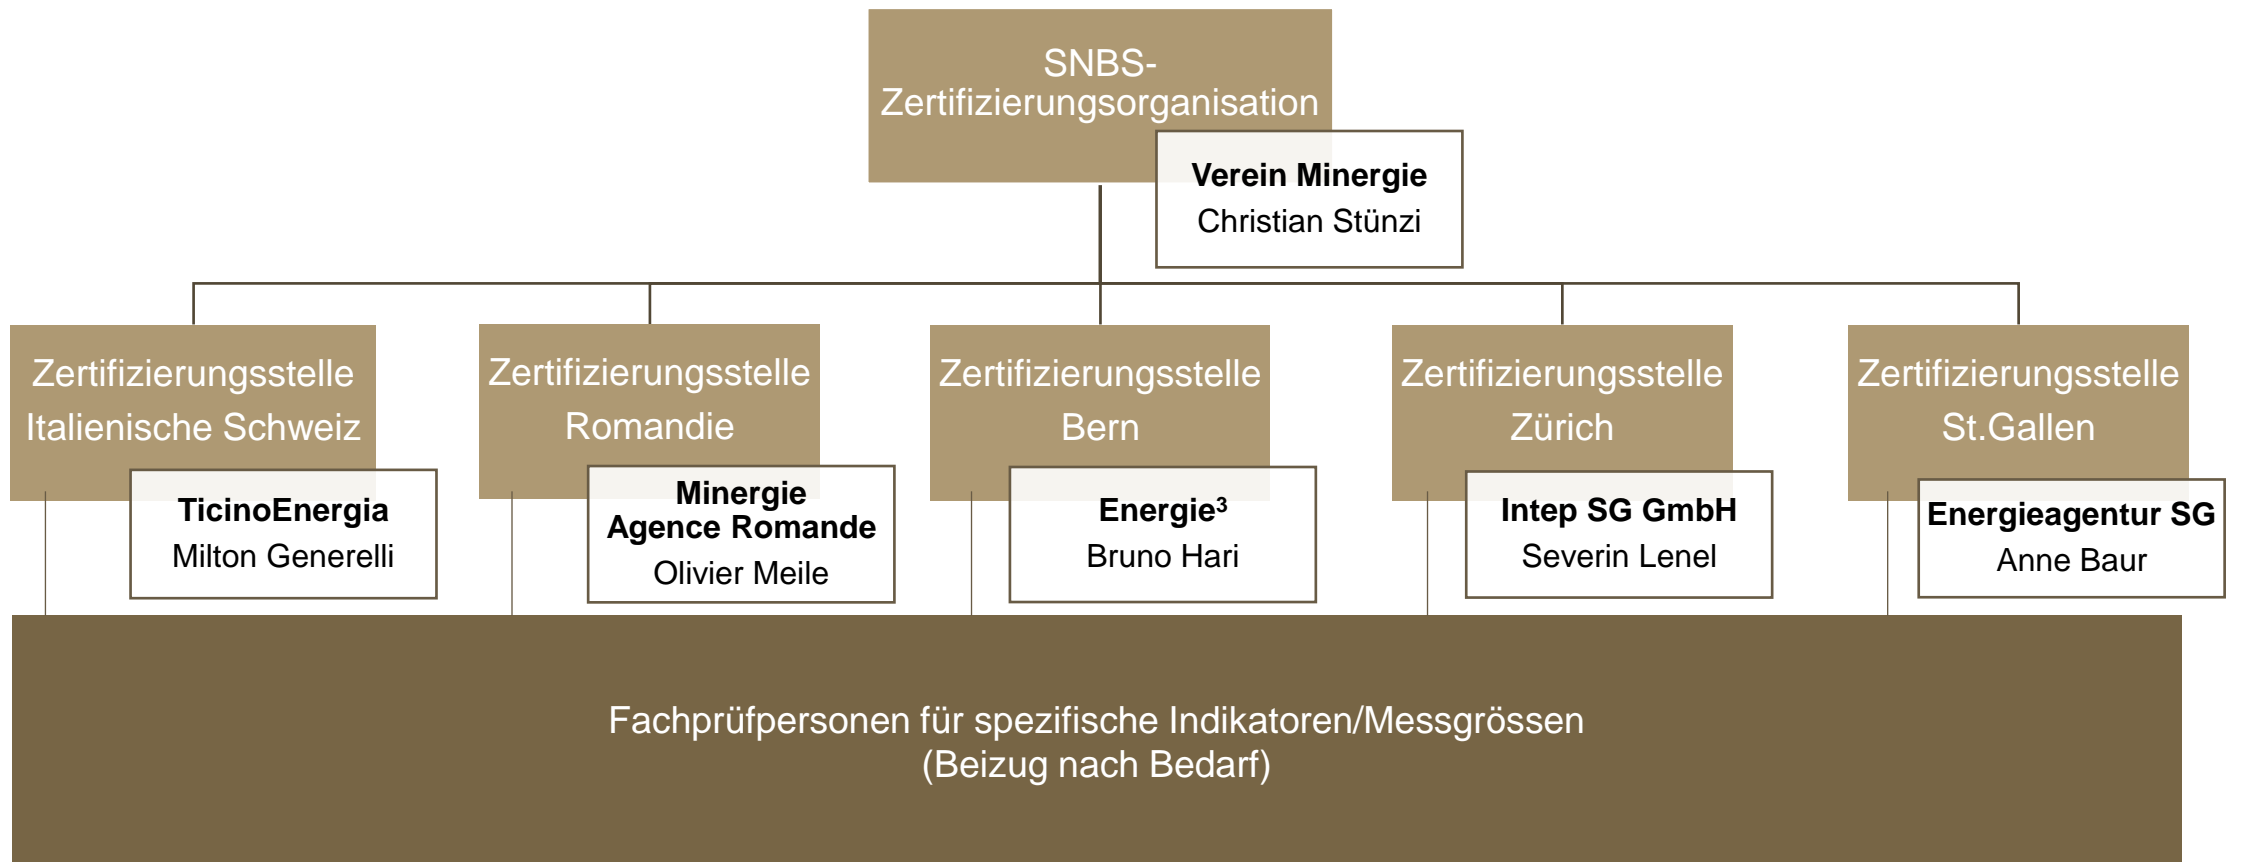 SNBS-
Zertifizierungsorganisation
Verein Minergie
Christian Stünzi
Zertifizierungsstelle
Italienische Schweiz
TicinoEnergia
Milton Generelli
Zertifizierungsstelle
Romandie
Minergie
Agence Romande
Olivier Meile
Zertifizierungsstelle
Bern
Energie³
Bruno Hari
Zertifizierungsstelle
Zürich
Intep SG GmbH
Severin Lenel
Zertifizierungsstelle
St.Gallen
Energieagentur SG
Anne Baur
Fachprüfpersonen für spezifische Indikatoren/Messgrössen
(Beizug nach Bedarf)